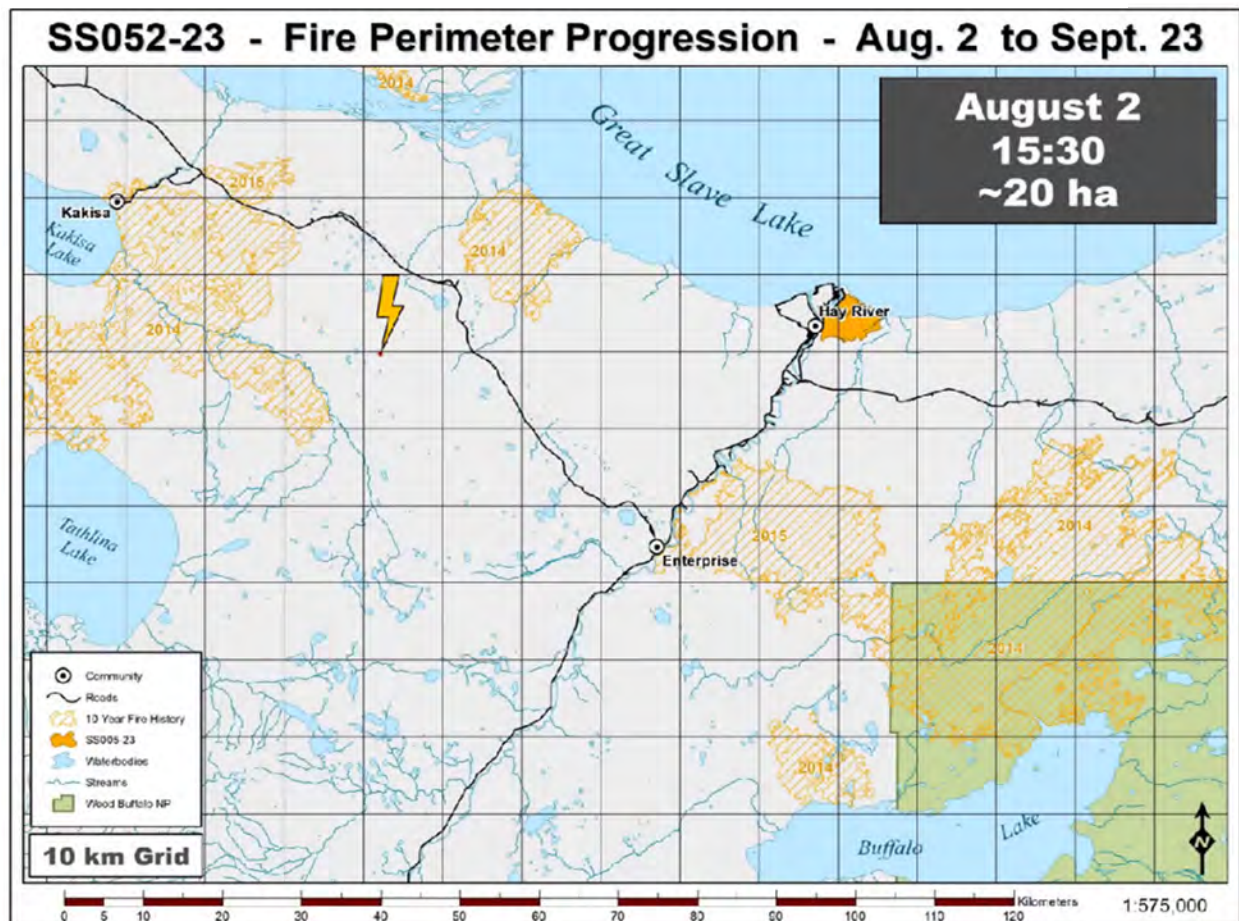 SS052-23 - Fire Perimeter Progression - Aug. 2 to Sept. 23
August 2
15:30
~20 ha
2014
Great Slave Lake
2015
Kakisa
Kakisa
Lake
2014
2014
Hay River
2014
Tathlina
Lake
2015
Enterprise
2014
2014
2014
Buffalo
Lake
Community
Roads
10 Year Fire History
SS005-23
Waterbodies
Streams
Wood Buffalo NP
10 km Grid
N
Kilometers
0 5 10 20 30 40 50 60 70 80 90 100 110 120
1:575,000